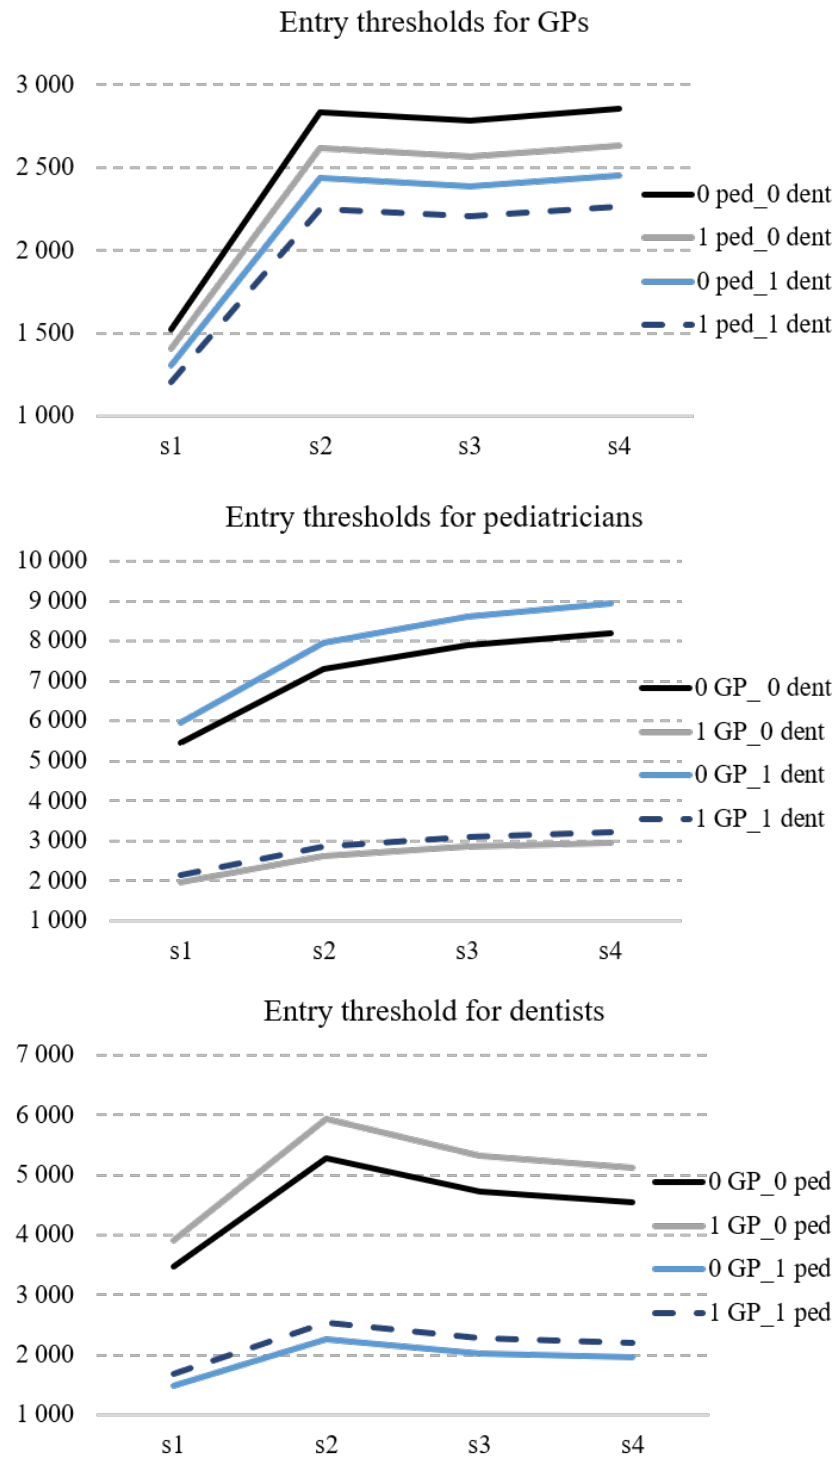 Entry thresholds for GPs
3 000
2 500
2 000
1 500
1 000
s1 s2 s3 s4
0 ped_0 dent
1 ped_0 dent
0 ped_1 dent
1 ped_1 dent
Entry thresholds for pediatricians
10 000
9 000
8 000
7 000
6 000
5 000
4 000
3 000
2 000
1 000
s1 s2 s3 s4
0 GP_ 0 dent
1 GP_0 dent
0 GP_1 dent
1 GP_1 dent
Entry threshold for dentists
7 000
6 000
5 000
4 000
3 000
2 000
1 000
s1 s2 s3 s4
0 GP_0 ped
1 GP_0 ped
0 GP_1 ped
1 GP_1 ped